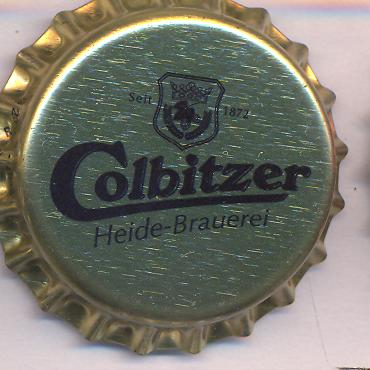 Seit 1872
Colbitzer
Heide-Brauerei